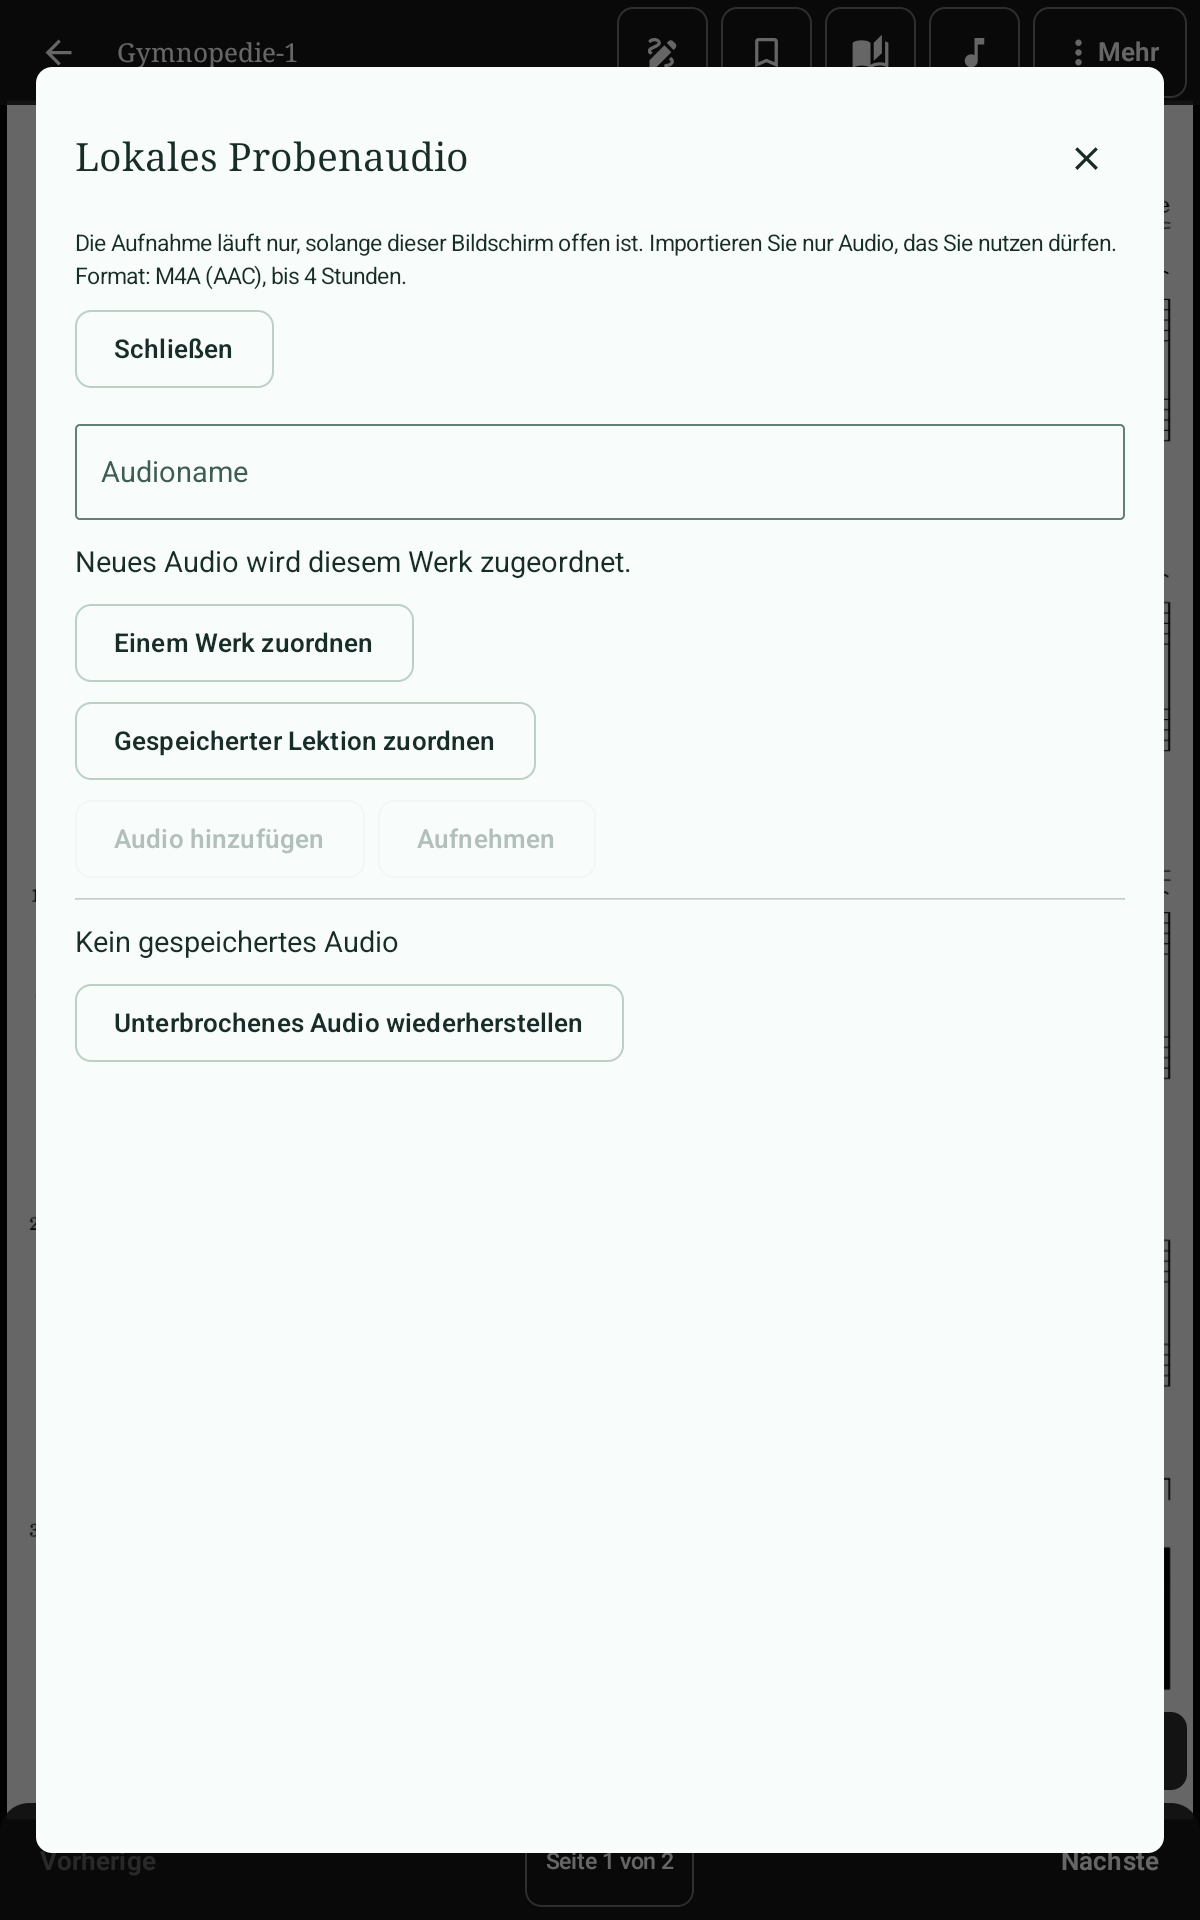 Gymnopedie-1
Mehr
Lokales Probenaudio
Die Aufnahme läuft nur, solange dieser Bildschirm offen ist. Importieren Sie nur Audio, das Sie nutzen dürfen.
Format: M4A (AAC), bis 4 Stunden.
Schließen
Audioname
Neues Audio wird diesem Werk zugeordnet.
Einem Werk zuordnen
Gespeicherter Lektion zuordnen
Audio hinzufügen Aufnehmen
Kein gespeichertes Audio
Unterbrochenes Audio wiederherstellen
Vorherige Seite 1 von 2 Nächste